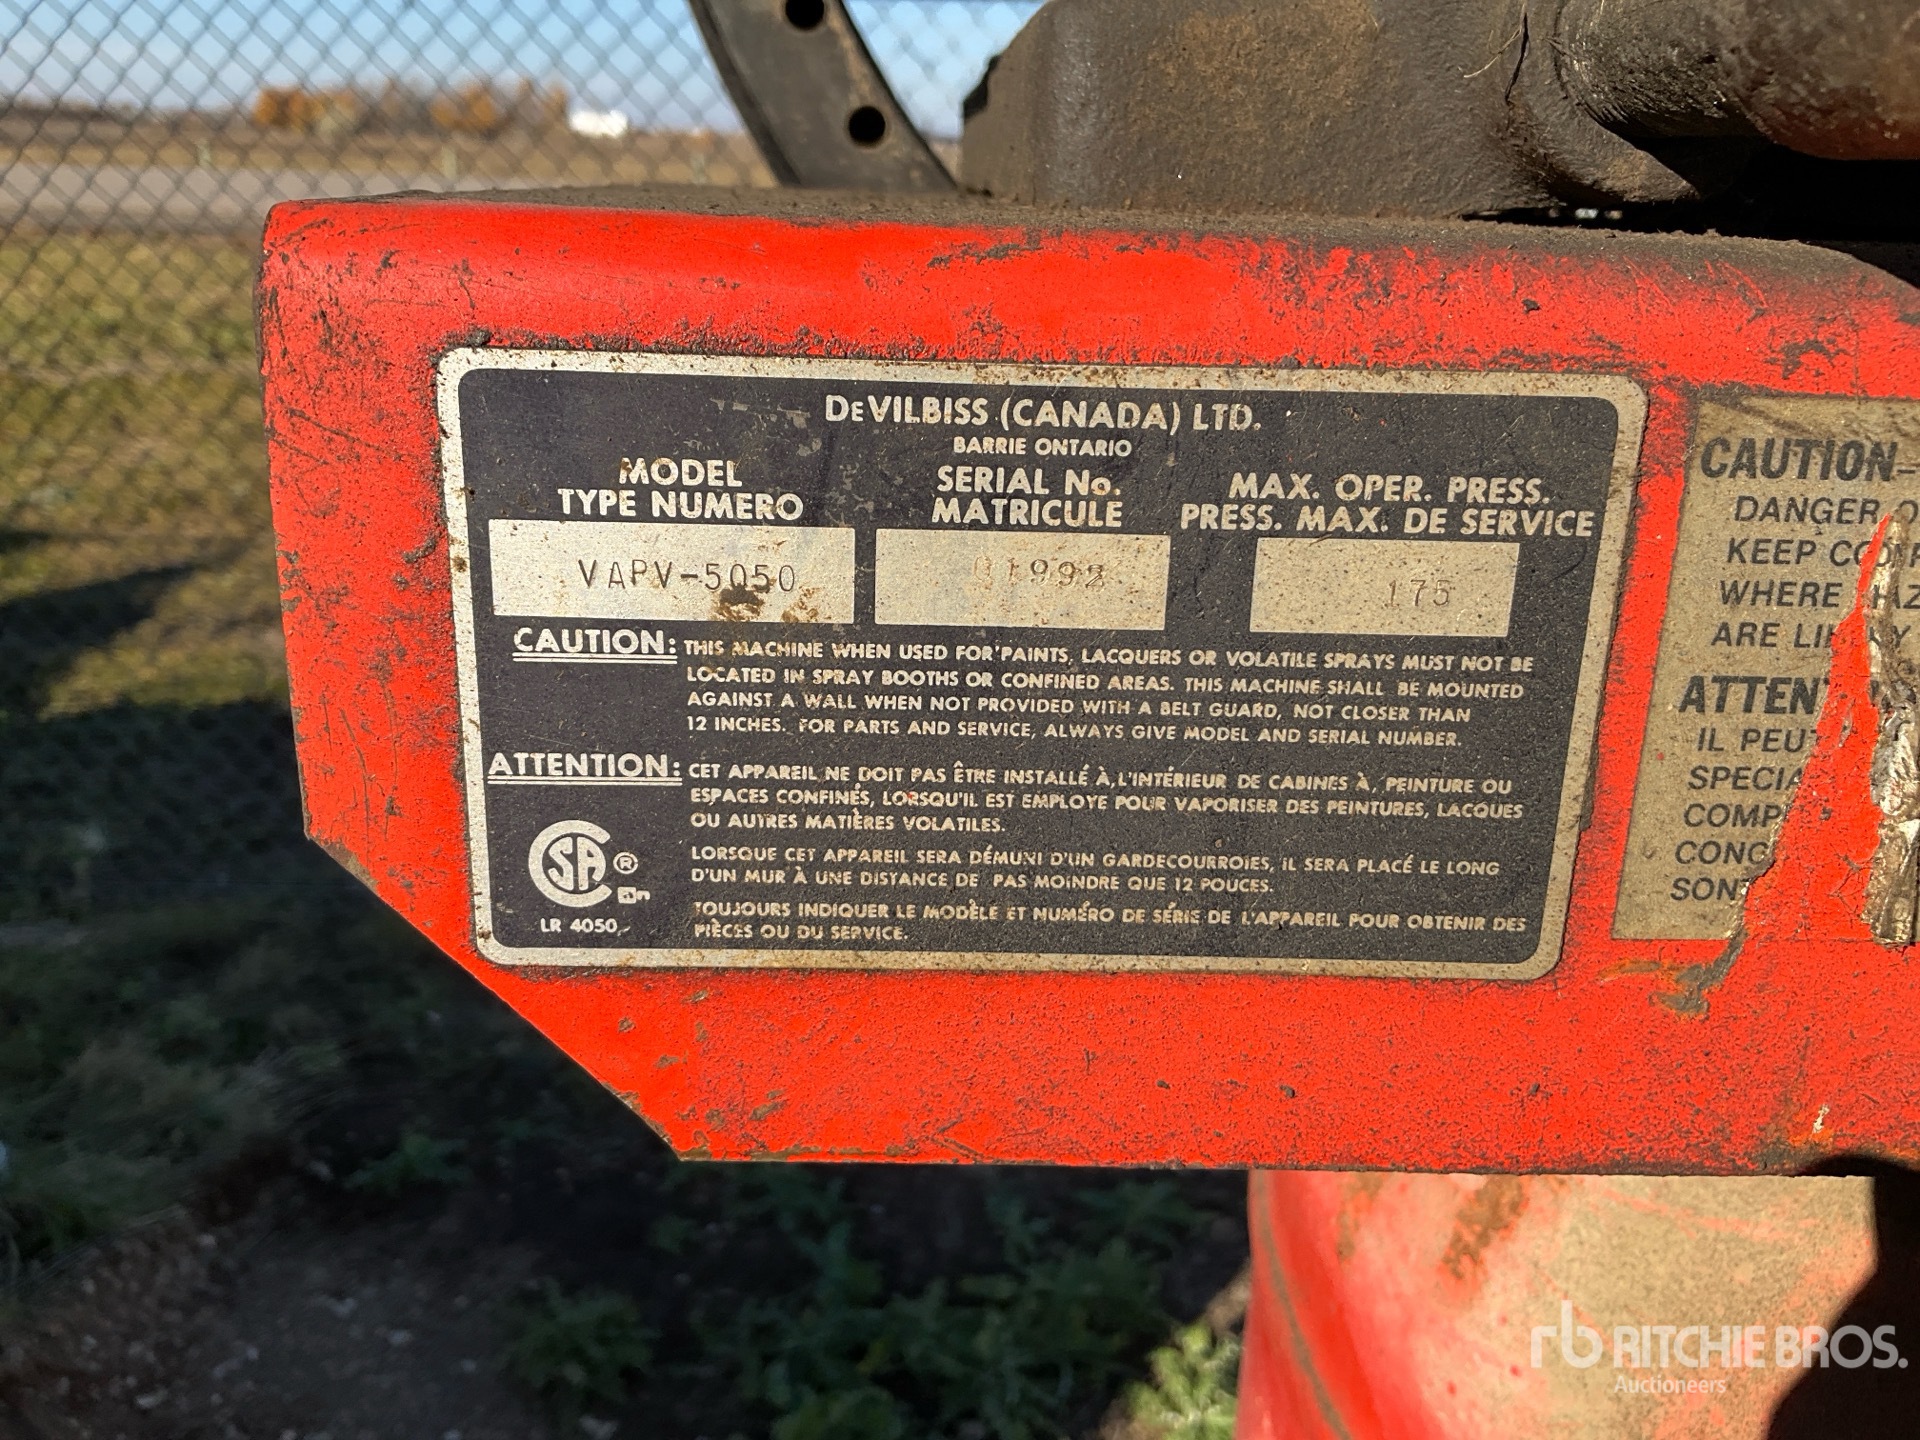 DeVILBISS (CANADA) LTD.
BARRIE ONTARIO
MODEL
TYPE NUMERO
SERIAL No.
MATRICULE
MAX. OPER. PRESS.
PRESS. MAX. DE SERVICE
VAPV-5050
01992
175
CAUTION: THIS MACHINE WHEN USED FOR PAINTS, LACQUERS OR VOLATILE SPRAYS MUST NOT BE
LOCATED IN SPRAY BOOTHS OR CONFINED AREAS. THIS MACHINE SHALL BE MOUNTED
AGAINST A WALL WHEN NOT PROVIDED WITH A BELT GUARD, NOT CLOSER THAN
12 INCHES. FOR PARTS AND SERVICE, ALWAYS GIVE MODEL AND SERIAL NUMBER.
ATTENTION: CET APPAREIL NE DOIT PAS ÊTRE INSTALLÉ À L'INTÉRIEUR DE CABINES À PEINTURE OU
ESPACES CONFINÉS, LORSQU'IL EST EMPLOYE POUR VAPORISER DES PEINTURES, LACQUES
OU AUTRES MATIÈRES VOLATILES.
LORSQUE CET APPAREIL SERA DÉMUNI D'UN GARDECOURROIES, IL SERA PLACÉ LE LONG
D'UN MUR À UNE DISTANCE DE PAS MOINDRE QUE 12 POUCES.
TOUJOURS INDIQUER LE MODÈLE ET NUMÉRO DE SÉRIE DE L'APPAREIL POUR OBTENIR DES
PIÈCES OU DU SERVICE.
CSA ®
LR 4050
CAUTION-
DANGER O
KEEP
WHERE
ARE
ATTEN
IL PEUT
SPECIA
COMP
CONG
SONT
rb RITCHIE BROS.
Auctioneers